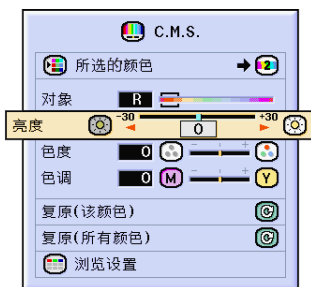 C.M.S.
所选的颜色 2
对象 R
亮度 -30 0 +30
色度 0 - +
色调 0 M - + Y
复原(该颜色)
复原(所有颜色)
浏览设置